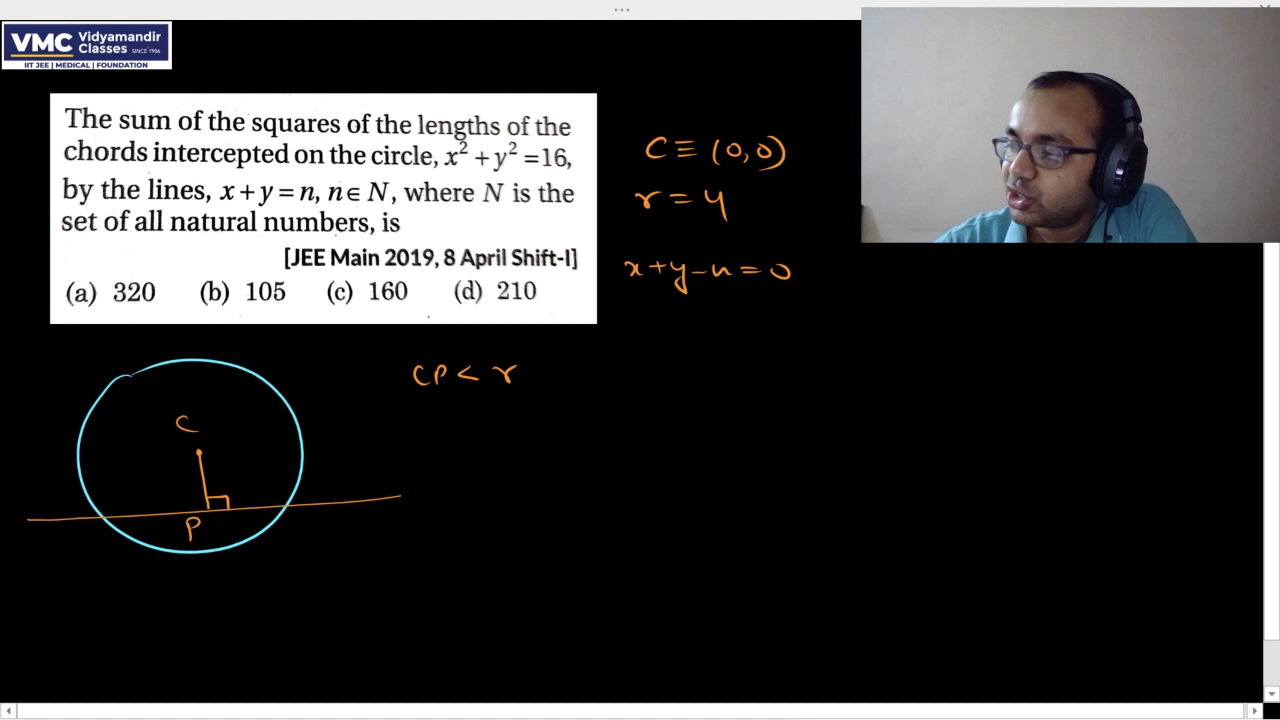 VMC Vidyamandir
Classes
SINCE 1986
IIT JEE | MEDICAL | FOUNDATION
The sum of the squares of the lengths of the
chords intercepted on the circle, x² + y² = 16,
by the lines, x + y = n, n ∈ N, where N is the
set of all natural numbers, is
[JEE Main 2019, 8 April Shift-I]
(a) 320 (b) 105 (c) 160 (d) 210
C ≡ (0,0)
r = 4
x+y-n=0
CP < r
C
P